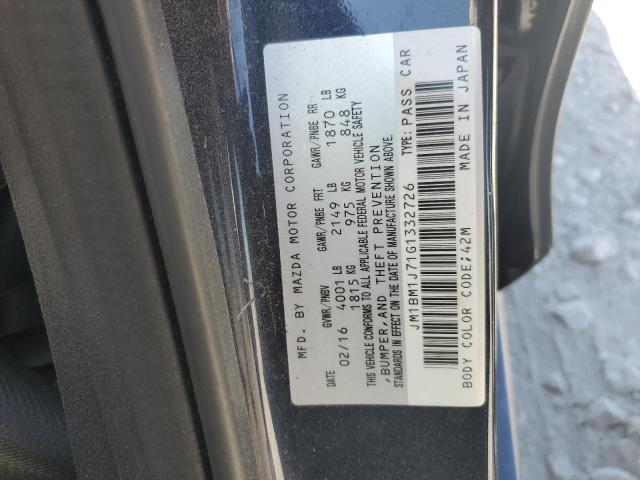 MFD. BY MAZDA MOTOR CORPORATION
DATE GVWR/PNBV GAWR/PNBE FRT GAWR/PNBE RR
02/16 4001 LB 2149 LB 1870 LB
1815 KG 975 KG 848 KG
THIS VEHICLE CONFORMS TO ALL APPLICABLE FEDERAL MOTOR VEHICLE SAFETY
,BUMPER,AND THEFT PREVENTION
STANDARDS IN EFFECT ON THE DATE OF MANUFACTURE SHOWN ABOVE.
JM1BM1J71G1332726 TYPE: PASS CAR
BODY COLOR CODE;42M MADE IN JAPAN